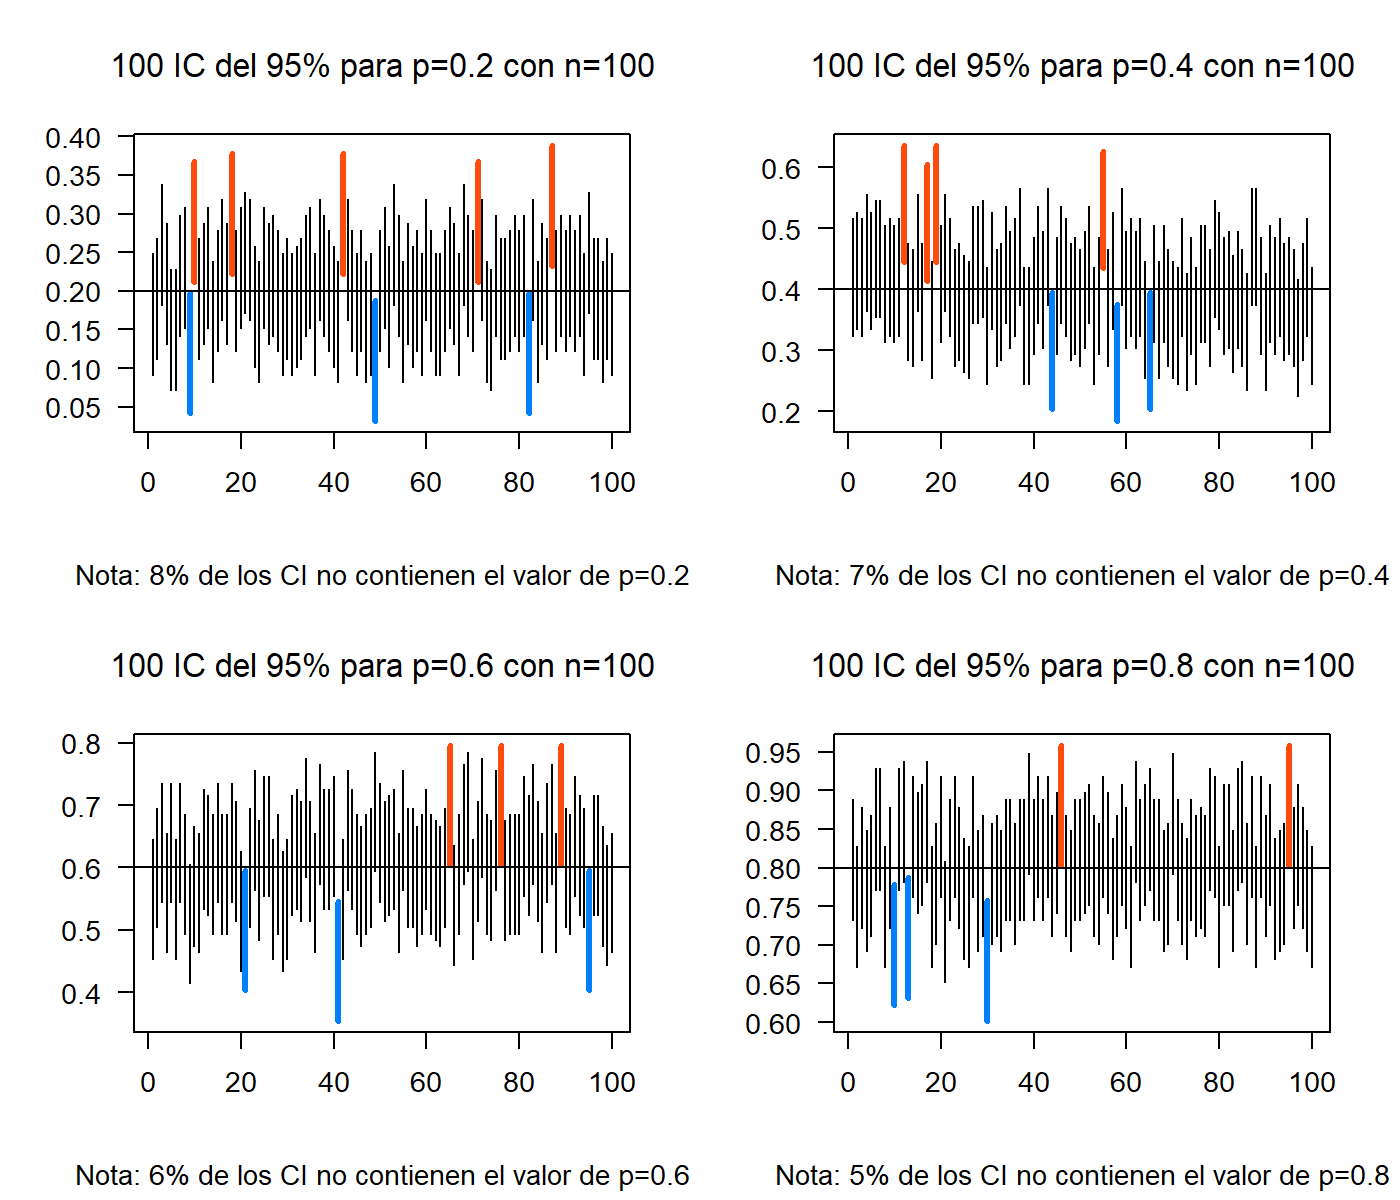 100 IC del 95% para p=0.2 con n=100
0.40
0.35
0.30
0.25
0.20
0.15
0.10
0.05
0 20 40 60 80 100
Nota: 8% de los CI no contienen el valor de p=0.2
100 IC del 95% para p=0.4 con n=100
0.6
0.5
0.4
0.3
0.2
0 20 40 60 80 100
Nota: 7% de los CI no contienen el valor de p=0.4
100 IC del 95% para p=0.6 con n=100
0.8
0.7
0.6
0.5
0.4
0 20 40 60 80 100
Nota: 6% de los CI no contienen el valor de p=0.6
100 IC del 95% para p=0.8 con n=100
0.95
0.90
0.85
0.80
0.75
0.70
0.65
0.60
0 20 40 60 80 100
Nota: 5% de los CI no contienen el valor de p=0.8